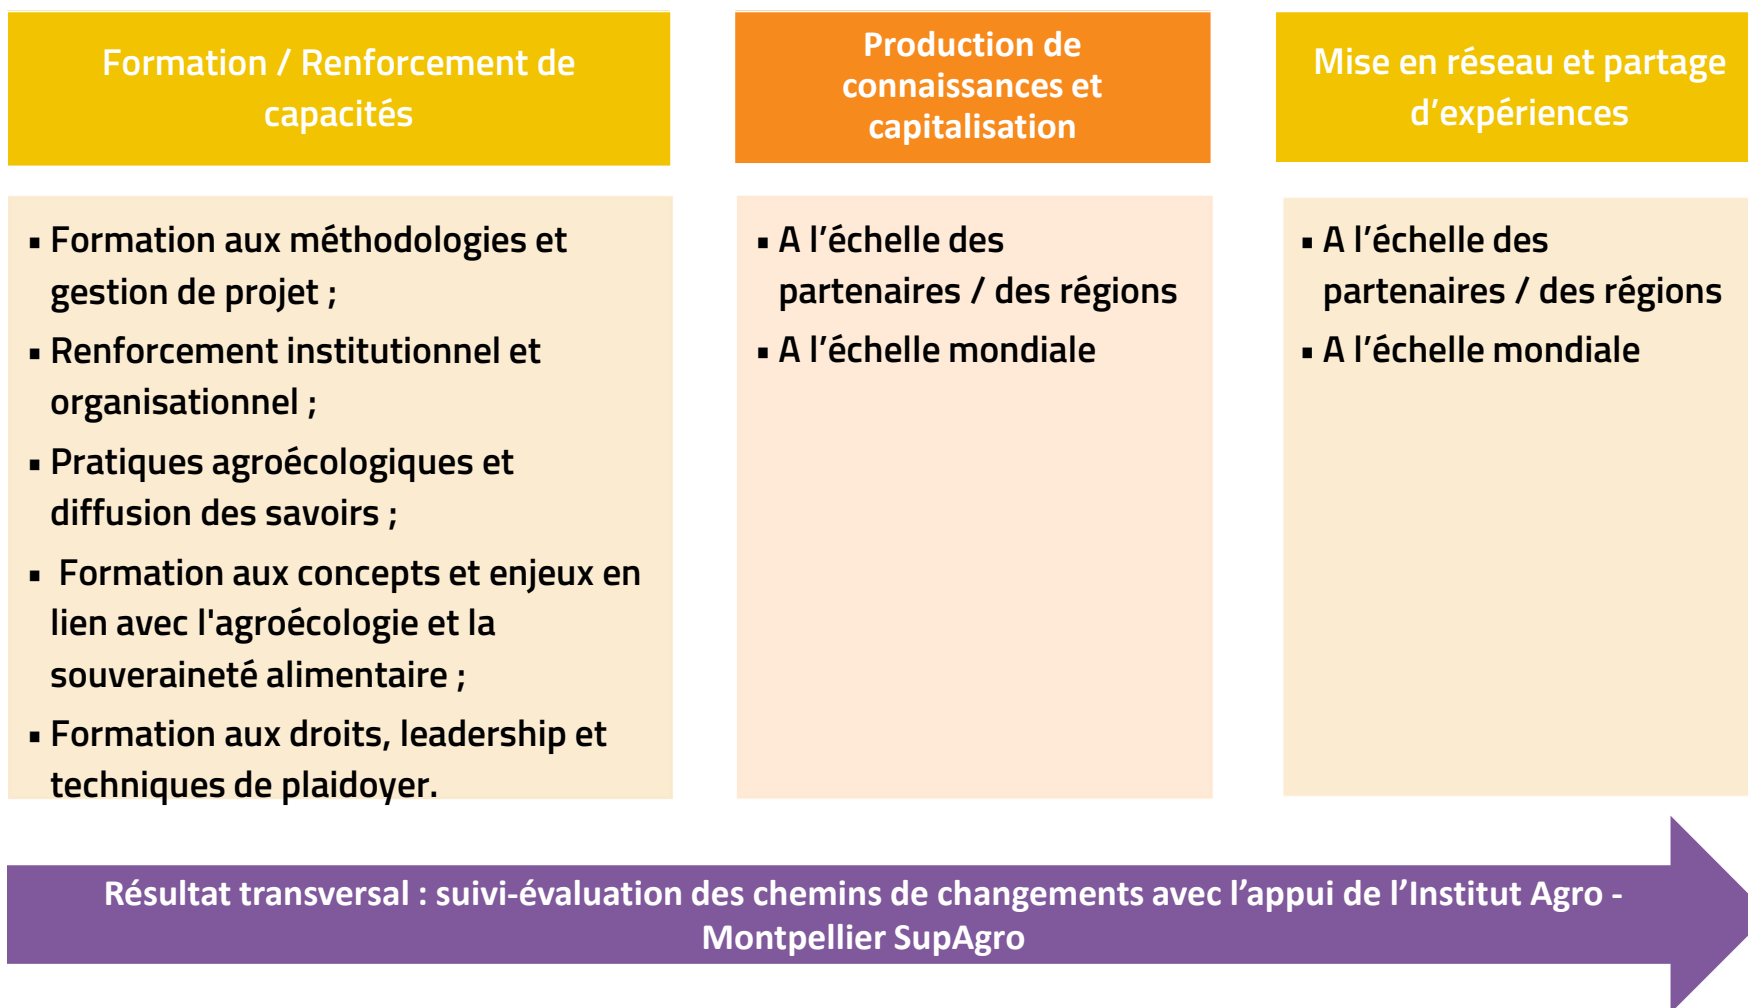 Formation / Renforcement de
capacités
▪ Formation aux méthodologies et
gestion de projet ;
▪ Renforcement institutionnel et
organisationnel ;
▪ Pratiques agroécologiques et
diffusion des savoirs ;
▪ Formation aux concepts et enjeux en
lien avec l'agroécologie et la
souveraineté alimentaire ;
▪ Formation aux droits, leadership et
techniques de plaidoyer.
Production de
connaissances et
capitalisation
▪ A l’échelle des
partenaires / des régions
▪ A l’échelle mondiale
Mise en réseau et partage
d’expériences
▪ A l’échelle des
partenaires / des régions
▪ A l’échelle mondiale
Résultat transversal : suivi-évaluation des chemins de changements avec l’appui de l’Institut Agro -
Montpellier SupAgro